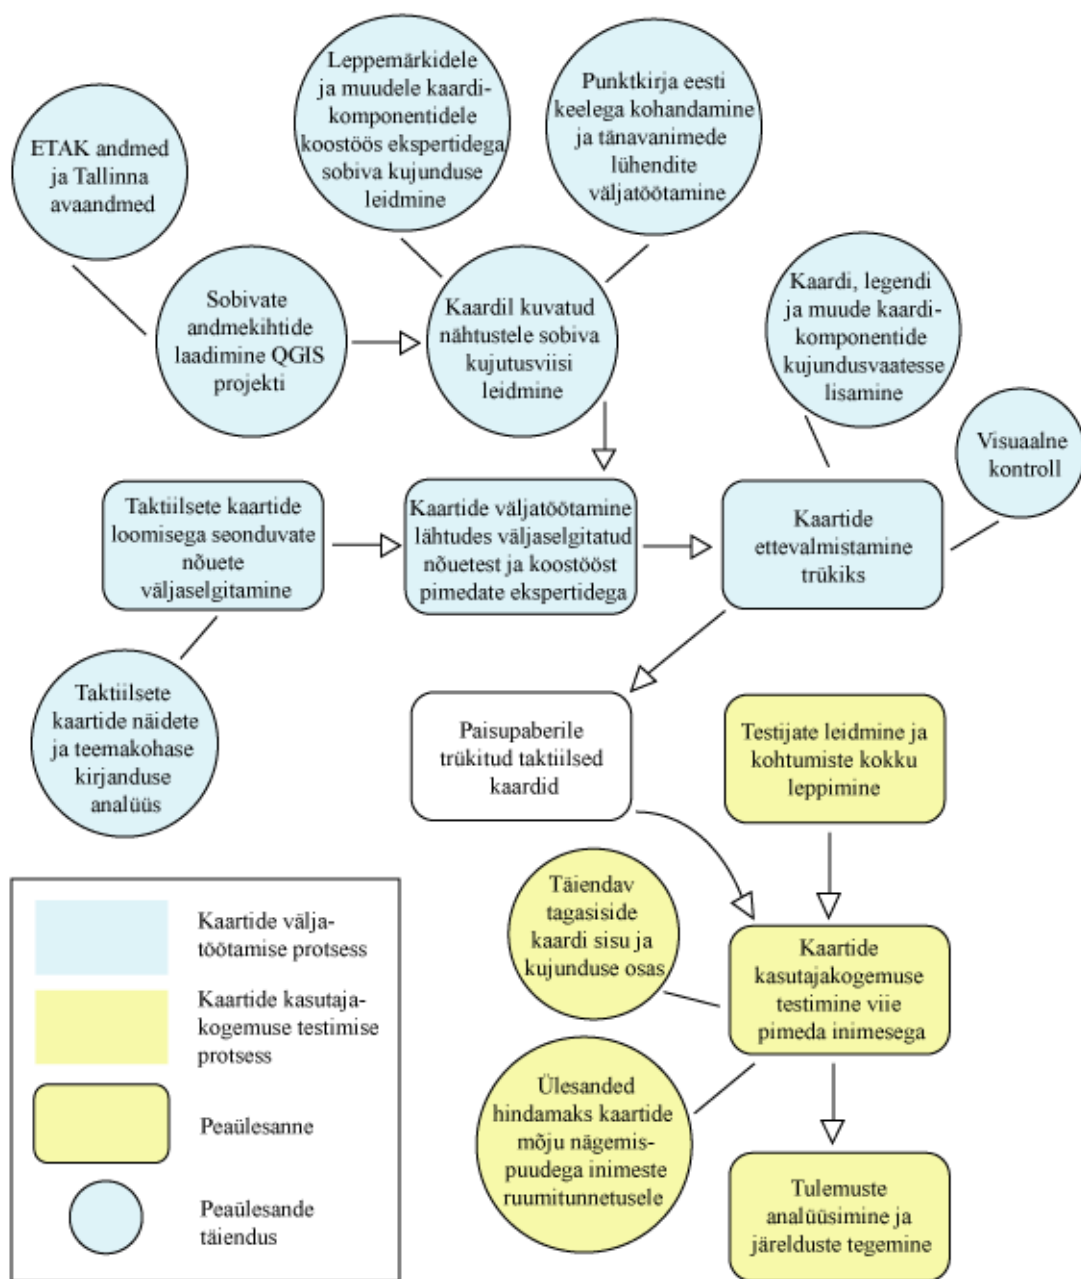 Leppemärkidele
ja muudele kaardi-
komponentidele
koostöös ekspertidega
sobiva kujunduse
leidmine
Punktkirja eesti
keelega kohandamine
ja tänavanimede
lühendite
väljatöötamine
ETAK andmed
ja Tallinna
avaandmed
Sobivate
andmekihtide
laadimine QGIS
projekti
Kaardil kuvatud
nähtustele sobiva
kujutusviisi
leidmine
Kaardi, legendi
ja muude kaardi-
komponentide
kujundusvaatesse
lisamine
Visuaalne
kontroll
Taktiilsete kaartide
loomisega seonduvate
nõuete
väljaselgitamine
Kaartide väljatöötamine
lähtudes väljaselgitatud
nõuetest ja koostööst
pimedate ekspertidega
Kaartide
ettevalmistamine
trükiks
Taktiilsete
kaartide näidete
ja teemakohase
kirjanduse
analüüs
Paisupaberile
trükitud taktiilsed
kaardid
Testijate leidmine ja
kohtumiste kokku
leppimine
Täiendav
tagasiside
kaardi sisu ja
kujunduse osas
Kaartide
kasutajakogemuse
testimine viie
pimeda inimesega
Ülesanded
hindamaks kaartide
mõju nägemis-
puudega inimeste
ruumitunnetusele
Tulemuste
analüüsimine ja
järelduste tegemine
Kaartide välja-
töötamise protsess
Kaartide kasutaja-
kogemuse testimise
protsess
Peaülesanne
Peaülesande
täiendus